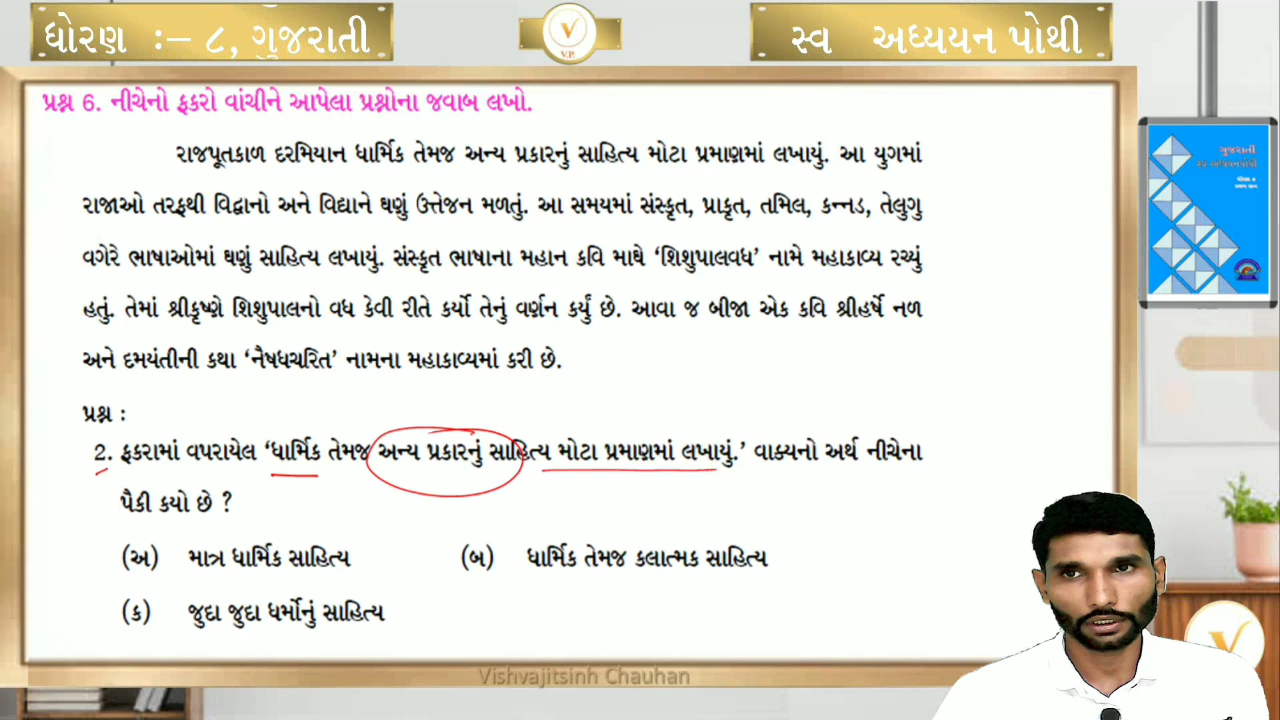 ધોરણ :– ૮, ગુજરાતી
V.P.
સ્વ અધ્યયન પોથી
પ્રશ્ન 6. નીચેનો ફકરો વાંચીને આપેલા પ્રશ્નોના જવાબ લખો.
રાજપૂતકાળ દરમિયાન ધાર્મિક તેમજ અન્ય પ્રકારનું સાહિત્ય મોટા પ્રમાણમાં લખાયું. આ યુગમાં
રાજાઓ તરફથી વિદ્વાનો અને વિદ્યાને ઘણું ઉત્તેજન મળતું. આ સમયમાં સંસ્કૃત, પ્રાકૃત, તમિલ, કન્નડ, તેલુગુ
વગેરે ભાષાઓમાં ઘણું સાહિત્ય લખાયું. સંસ્કૃત ભાષાના મહાન કવિ માઘે ‘શિશુપાલવધ’ નામે મહાકાવ્ય રચ્યું
હતું. તેમાં શ્રીકૃષ્ણે શિશુપાલનો વધ કેવી રીતે કર્યો તેનું વર્ણન કર્યું છે. આવા જ બીજા એક કવિ શ્રીહર્ષે નળ
અને દમયંતીની કથા ‘નૈષધચરિત’ નામના મહાકાવ્યમાં કરી છે.
પ્રશ્ન :
2. ફકરામાં વપરાયેલ ‘ધાર્મિક તેમજ અન્ય પ્રકારનું સાહિત્ય મોટા પ્રમાણમાં લખાયું.’ વાક્યનો અર્થ નીચેના
પૈકી કયો છે ?
(અ) માત્ર ધાર્મિક સાહિત્ય (બ) ધાર્મિક તેમજ કલાત્મક સાહિત્ય
(ક) જુદા જુદા ધર્મોનું સાહિત્ય
Vishvajitsinh Chauhan
ગુજરાતી
સ્વ-અધ્યયનપોથી